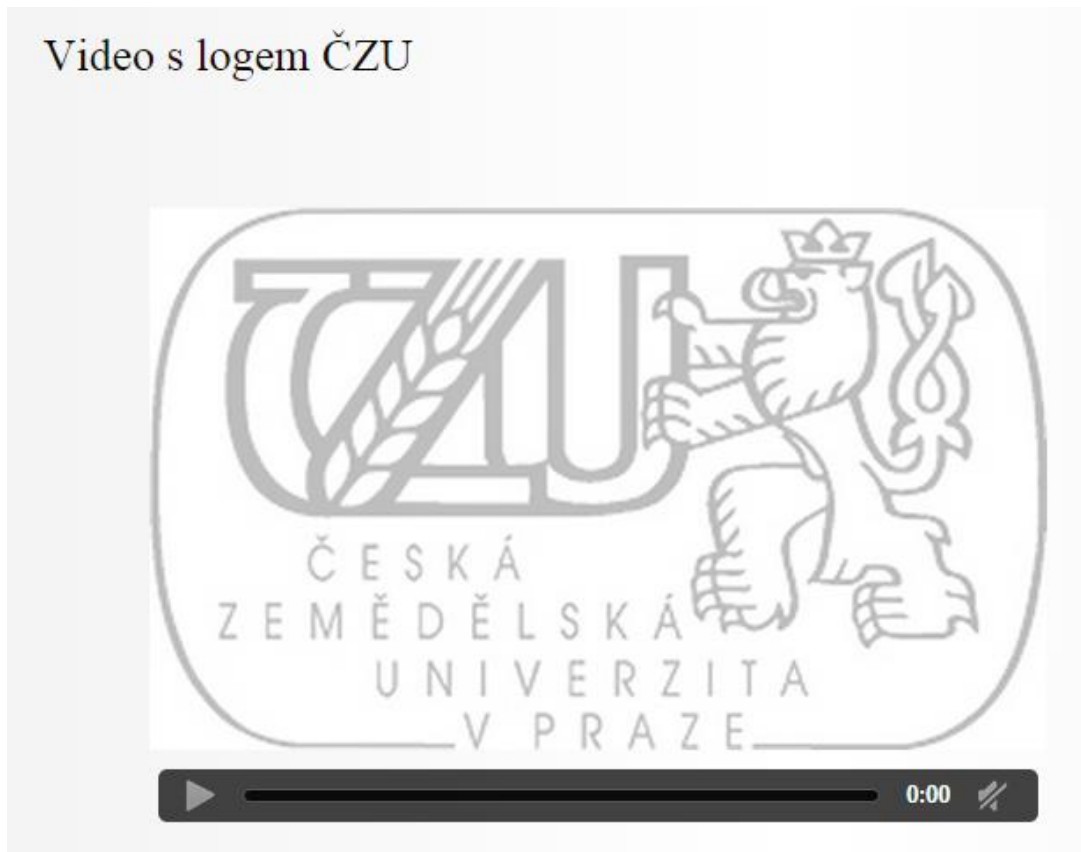 Video s logem ČZU
ČZU
ČESKÁ
ZEMĚDĚLSKÁ
UNIVERZITA
V PRAZE
0:00